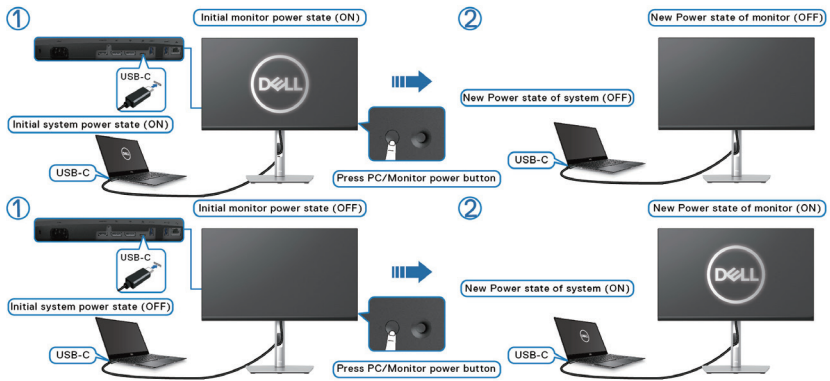 1
Initial monitor power state (ON)
2
New Power state of monitor (OFF)
USB-C
DELL
New Power state of system (OFF)
Initial system power state (ON)
DELL
USB-C
USB-C
Press PC/Monitor power button
1
Initial monitor power state (OFF)
2
New Power state of monitor (ON)
USB-C
DELL
New Power state of system (ON)
Initial system power state (OFF)
DELL
USB-C
USB-C
Press PC/Monitor power button